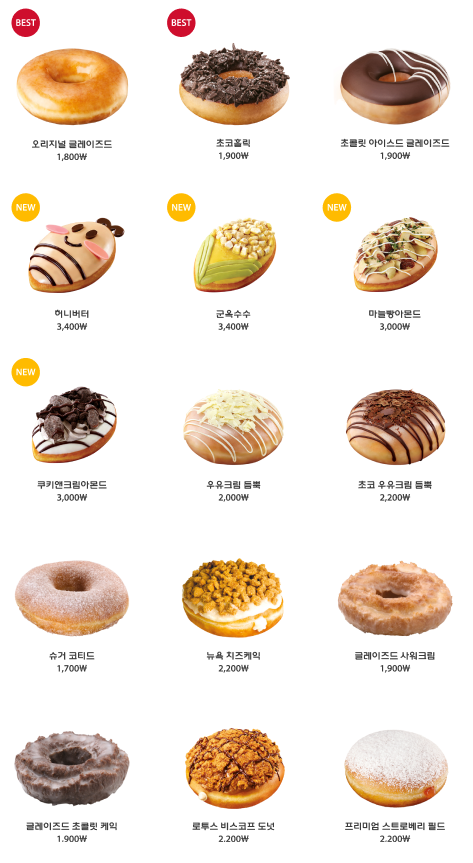 BEST
BEST
오리지널 글레이즈드
1,800₩
초코홀릭
1,900₩
초콜릿 아이스드 글레이즈드
1,900₩
NEW
NEW
NEW
허니버터
3,400₩
군옥수수
3,400₩
마늘빵아몬드
3,000₩
NEW
쿠키앤크림아몬드
3,000₩
우유크림 듬뿍
2,000₩
초코 우유크림 듬뿍
2,200₩
슈거 코티드
1,700₩
뉴욕 치즈케익
2,200₩
글레이즈드 사워크림
1,900₩
글레이즈드 초콜릿 케익
1,900₩
로투스 비스코프 도넛
2,200₩
프리미엄 스트로베리 필드
2,200₩